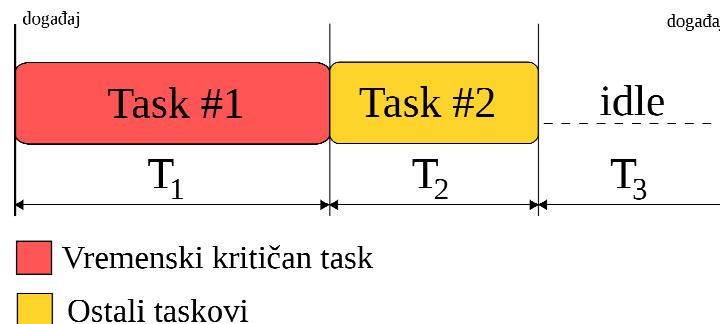 događaj
događaj
Task #1
Task #2
idle
T1
T2
T3
Vremenski kritičan task
Ostali taskovi